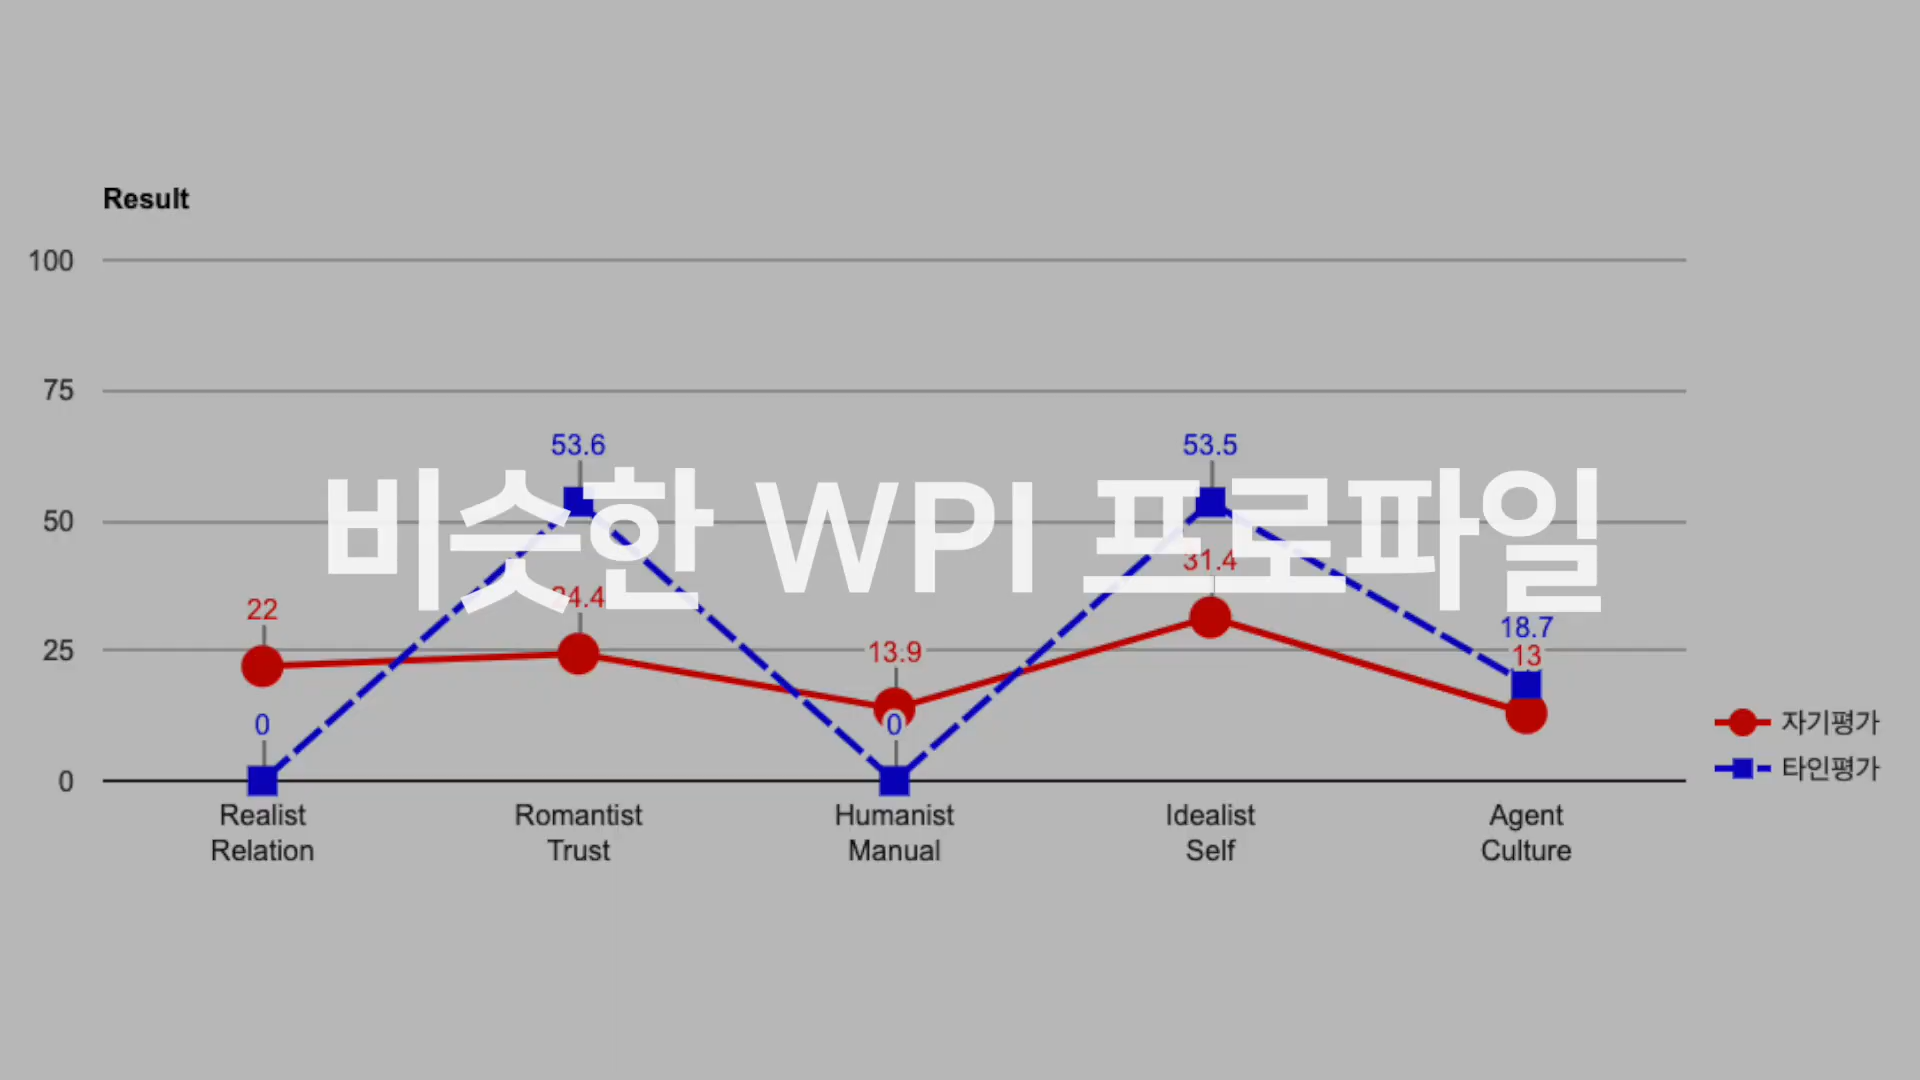 Result
100
75
50
25
0
53.6
53.5
비슷한 WPI 프로파일
31.4
22
13.9
18.7
13
0
0
자기평가
타인평가
Realist
Relation
Romantist
Trust
Humanist
Manual
Idealist
Self
Agent
Culture